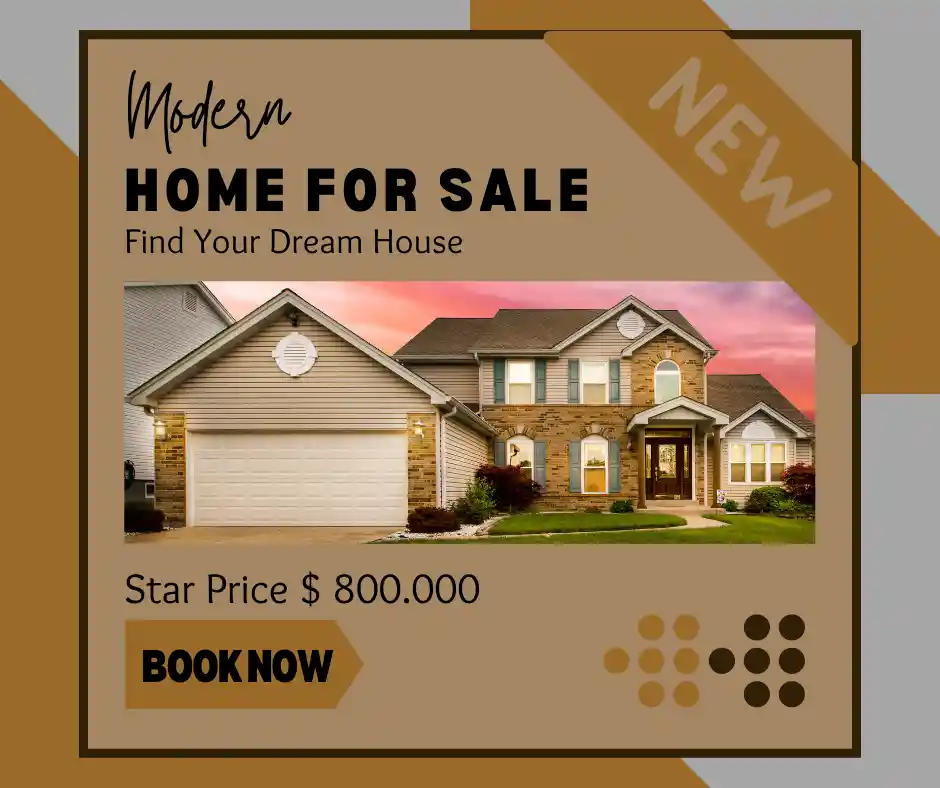 Modern
NEW
HOME FOR SALE
Find Your Dream House
Star Price $ 800.000
BOOK NOW